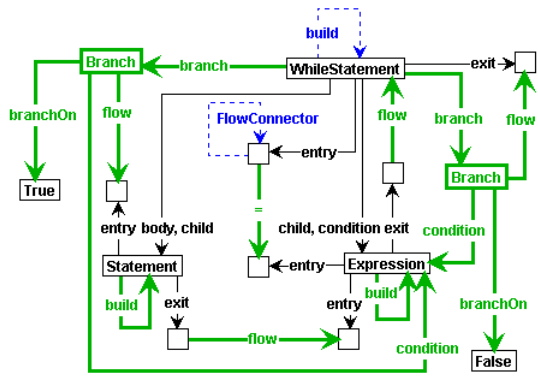 build
Branch
branch
WhileStatement
exit
branchOn
flow
FlowConnector
flow
branch
flow
entry
True
Branch
=
entry body, child
child, condition exit
condition
Statement
entry
Expression
build
exit
entry
build
branchOn
flow
condition
False